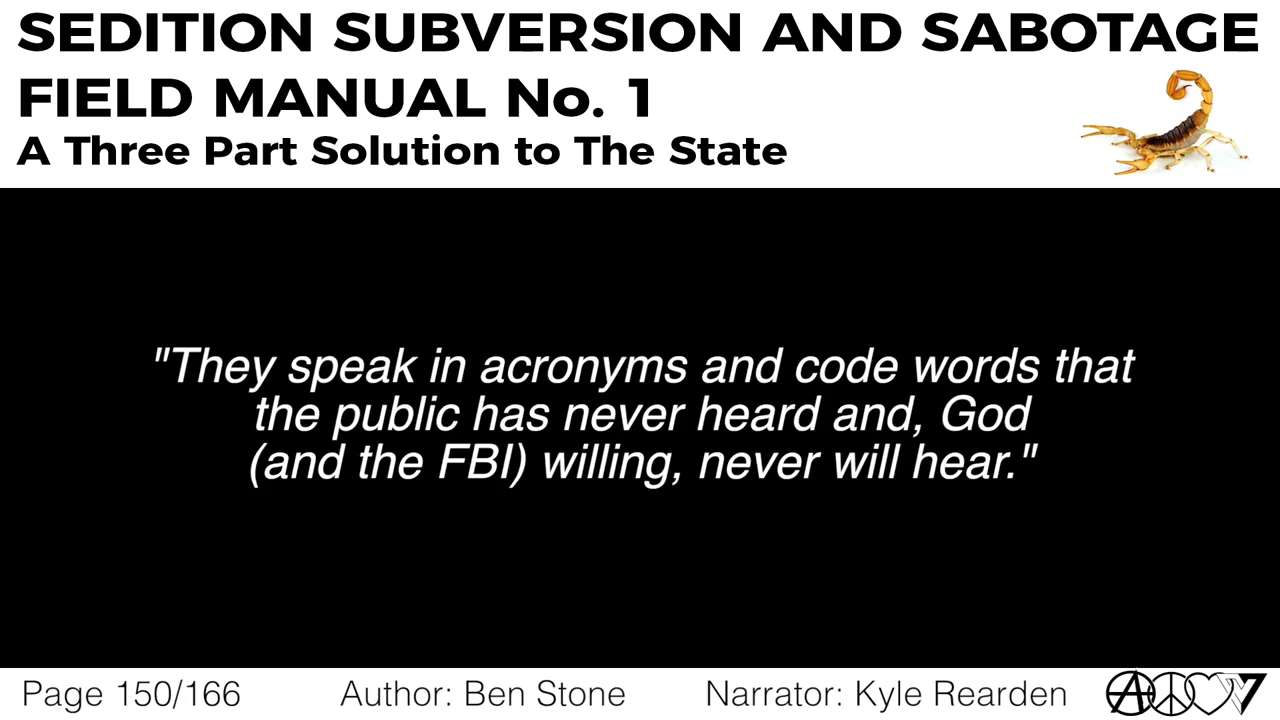 SEDITION SUBVERSION AND SABOTAGE
FIELD MANUAL No. 1
A Three Part Solution to The State
"They speak in acronyms and code words that
the public has never heard and, God
(and the FBI) willing, never will hear."
Page 150/166 Author: Ben Stone Narrator: Kyle Rearden